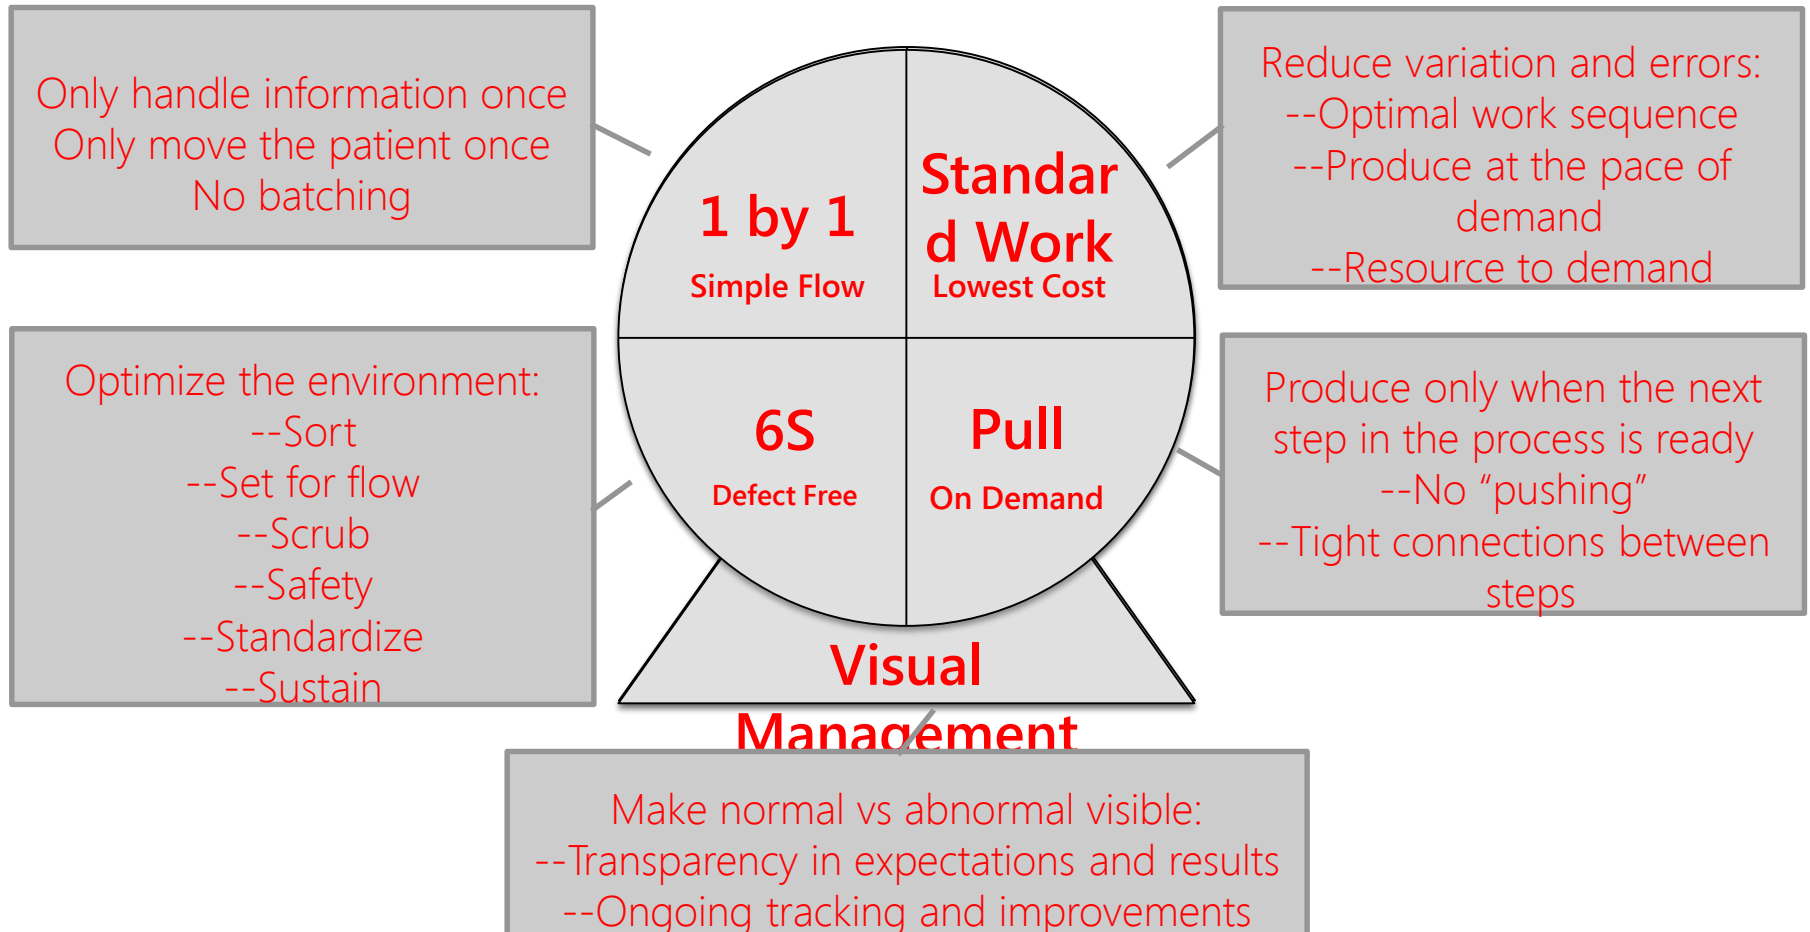 Only handle information once
Only move the patient once
No batching
Reduce variation and errors:
--Optimal work sequence
--Produce at the pace of
demand
--Resource to demand
1 by 1
Simple Flow
Standar
d Work
Lowest Cost
Optimize the environment:
--Sort
--Set for flow
--Scrub
--Safety
--Standardize
--Sustain
6S
Defect Free
Pull
On Demand
Produce only when the next
step in the process is ready
--No “pushing”
--Tight connections between
steps
Visual
Management
Make normal vs abnormal visible:
--Transparency in expectations and results
--Ongoing tracking and improvements